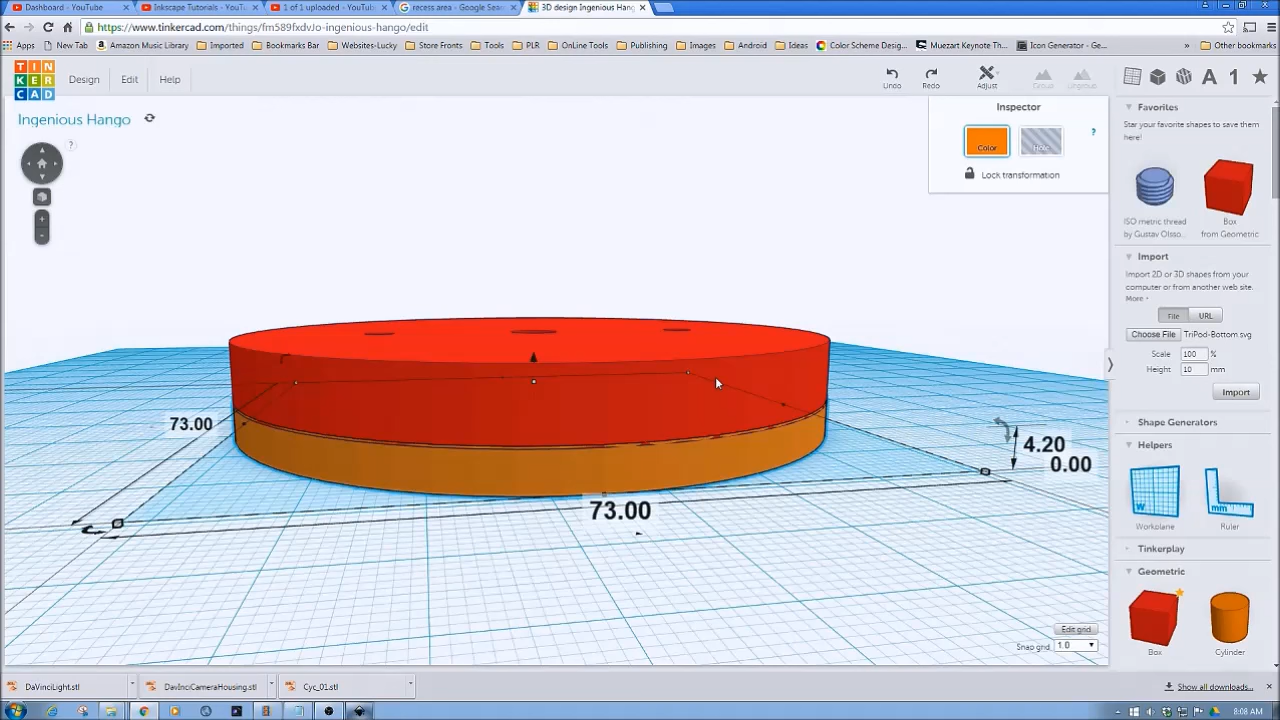 Dashboard - YouTube
Inkscape Tutorials - YouTu
1 of 1 uploaded - YouTube
recess area - Google Sear
3D design Ingenious Hang
https://www.tinkercad.com/things/fm589fxdvJo-ingenious-hango/edit
Apps
New Tab
Amazon Music Library
Imported
Bookmarks Bar
Websites-Lucky
Store Fronts
Tools
PLR
OnLine Tools
Publishing
Images
Android
Ideas
Color Scheme Desig...
Muezart Keynote Th...
Icon Generator - Ge...
»
Other bookmarks
TIN
KER
CAD
Design
Edit
Help
Undo
Redo
Adjust
Group
Ungroup
A
1
Ingenious Hango
?
Inspector
Color
Hole
?
Lock transformation
Favorites
Star your favorite shapes to save them
here!
ISO metric thread
by Gustav Olsso...
Box
from Geometric
Import
Import 2D or 3D shapes from your
computer or from another web site.
More
File
URL
Choose File
TriPod-Bottom svg
Scale
100
%
Height
10
mm
Import
Shape Generators
Helpers
W
mm
Workplane
Ruler
Tinkerplay
Geometric
Box
Cylinder
73.00
73.00
4.20
0.00
Edit grid
Snap grid
1.0
DaVinciLight.stl
DavinciCameraHousing.stl
Cyc_01.stl
Show all downloads...
8:08 AM